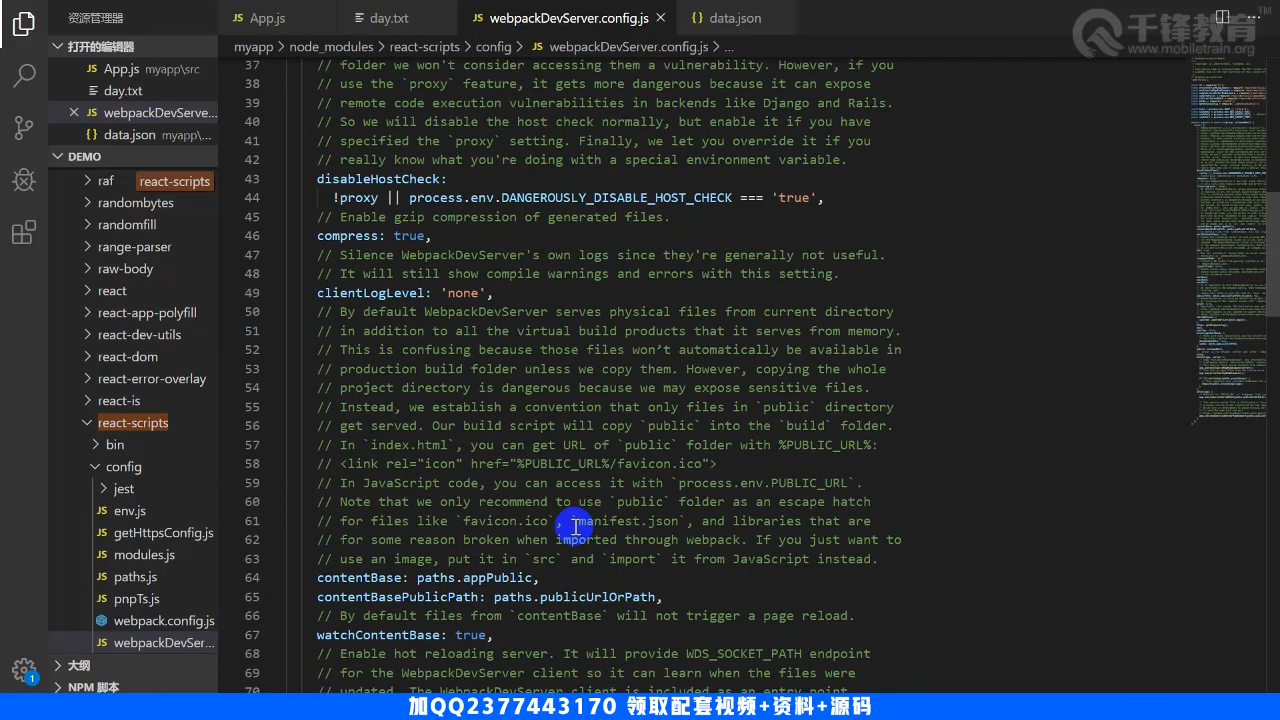 资源管理器
App.js
day.txt
webpackDevServer.config.js
data.json
千锋教育
www.mobiletrain.org
TM
打开的编辑器
myapp > node_modules > react-scripts > config > JS webpackDevServer.config.js > ...
JS App.js myapp\src
day.txt
JS webpackDevServe...
{} data.json myapp\...
DEMO
raf
react-scripts
randombytes
randomfill
range-parser
raw-body
react
react-app-polyfill
react-dev-utils
react-dom
react-error-overlay
react-is
react-scripts
bin
config
jest
JS env.js
JS getHttpsConfig.js
JS modules.js
JS paths.js
JS pnpTs.js
webpack.config.js
JS webpackDevSer...
大纲
NPM 脚本
1
37 // folder we won't consider accessing them a vulnerability. However, if you
38 // use the `proxy` feature, it gets more dangerous because it can expose
39 // remote code execution vulnerabilities in backends like Django and Rails.
40 // So we will disable the host check normally, but enable it if you have
41 // specified the `proxy` setting. Finally, we let you override it if you
42 // really know what you're doing with a special environment variable.
43 disableHostCheck:
44 !proxy || process.env.DANGEROUSLY_DISABLE_HOST_CHECK === 'true',
45 // Enable gzip compression of generated files.
46 compress: true,
47 // Silence WebpackDevServer's own logs since they're generally not useful.
48 // It will still show compile warnings and errors with this setting.
49 clientLogLevel: 'none',
50 // By default WebpackDevServer serves physical files from current directory
51 // in addition to all the virtual build products that it serves from memory.
52 // This is confusing because those files won’t automatically be available in
53 // production build folder unless we copy them. However, copying the whole
54 // project directory is dangerous because we may expose sensitive files.
55 // Instead, we establish a convention that only files in `public` directory
56 // get served. Our build script will copy `public` into the `build` folder.
57 // In `index.html`, you can get URL of `public` folder with %PUBLIC_URL%:
58 // <link rel="icon" href="%PUBLIC_URL%/favicon.ico">
59 // In JavaScript code, you can access it with `process.env.PUBLIC_URL`.
60 // Note that we only recommend to use `public` folder as an escape hatch
61 // for files like `favicon.ico`, `manifest.json`, and libraries that are
62 // for some reason broken when imported through webpack. If you just want to
63 // use an image, put it in `src` and `import` it from JavaScript instead.
64 contentBase: paths.appPublic,
65 contentBasePublicPath: paths.publicUrlOrPath,
66 // By default files from `contentBase` will not trigger a page reload.
67 watchContentBase: true,
68 // Enable hot reloading server. It will provide WDS_SOCKET_PATH endpoint
69 // for the WebpackDevServer client so it can learn when the files were
70 // updated. The WebpackDevServer client is included as an entry point
加QQ2377443170 领取配套视频+资料+源码